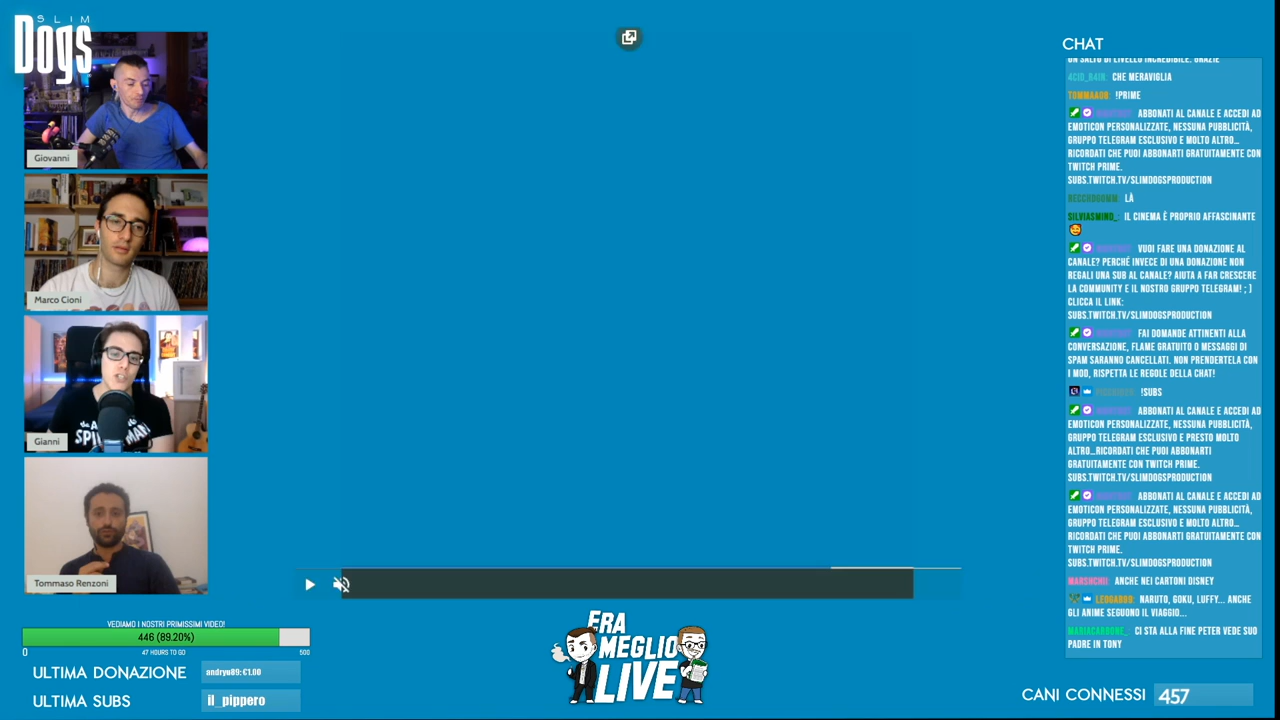 SLIM
Dogs
Giovanni
Marco Cioni
Gianni
Tommaso Renzoni
VEDIAMO I NOSTRI PRIMISSIMI VIDEO!
446 (89.20%)
0
47 HOURS TO GO
500
ULTIMA DONAZIONE
andryu89: €1.00
ULTIMA SUBS
il_pippero
ERA
MEGLIO
LIVE
CHAT
UN SALTO DI LIVELLO INCREDIBILE. GRAZIE
4CID_R4IN: CHE MERAVIGLIA
!PRIME
ABBONATI AL CANALE E ACCEDI AD
EMOTICON PERSONALIZZATE, NESSUNA PUBBLICITÀ,
GRUPPO TELEGRAM ESCLUSIVO E MOLTO ALTRO...
RICORDATI CHE PUOI ABBONARTI GRATUITAMENTE CON
TWITCH PRIME.
SUBS.TWITCH.TV/SLIMDOGSPRODUCTION
LÀ
SILVIASMIND_: IL CINEMA È PROPRIO AFFASCINANTE
VUOI FARE UNA DONAZIONE AL
CANALE? PERCHÉ INVECE DI UNA DONAZIONE NON
REGALI UNA SUB AL CANALE? AIUTA A FAR CRESCERE
LA COMMUNITY E IL NOSTRO GRUPPO TELEGRAM! ; )
CLICCA IL LINK:
SUBS.TWITCH.TV/SLIMDOGSPRODUCTION
FAI DOMANDE ATTINENTI ALLA
CONVERSAZIONE, FLAME GRATUITO O MESSAGGI DI
SPAM SARANNO CANCELLATI. NON PRENDERTELA CON
I MOD, RISPETTA LE REGOLE DELLA CHAT!
!SUBS
ABBONATI AL CANALE E ACCEDI AD
EMOTICON PERSONALIZZATE, NESSUNA PUBBLICITÀ,
GRUPPO TELEGRAM ESCLUSIVO E PRESTO MOLTO
ALTRO...RICORDATI CHE PUOI ABBONARTI
GRATUITAMENTE CON TWITCH PRIME.
SUBS.TWITCH.TV/SLIMDOGSPRODUCTION
ABBONATI AL CANALE E ACCEDI AD
EMOTICON PERSONALIZZATE, NESSUNA PUBBLICITÀ,
GRUPPO TELEGRAM ESCLUSIVO E MOLTO ALTRO...
RICORDATI CHE PUOI ABBONARTI GRATUITAMENTE CON
TWITCH PRIME.
SUBS.TWITCH.TV/SLIMDOGSPRODUCTION
ANCHE NEI CARTONI DISNEY
NARUTO, GOKU, LUFFY... ANCHE
GLI ANIME SEGUONO IL VIAGGIO...
CI STA ALLA FINE PETER VEDE SUO
PADRE IN TONY
CANI CONNESSI
457